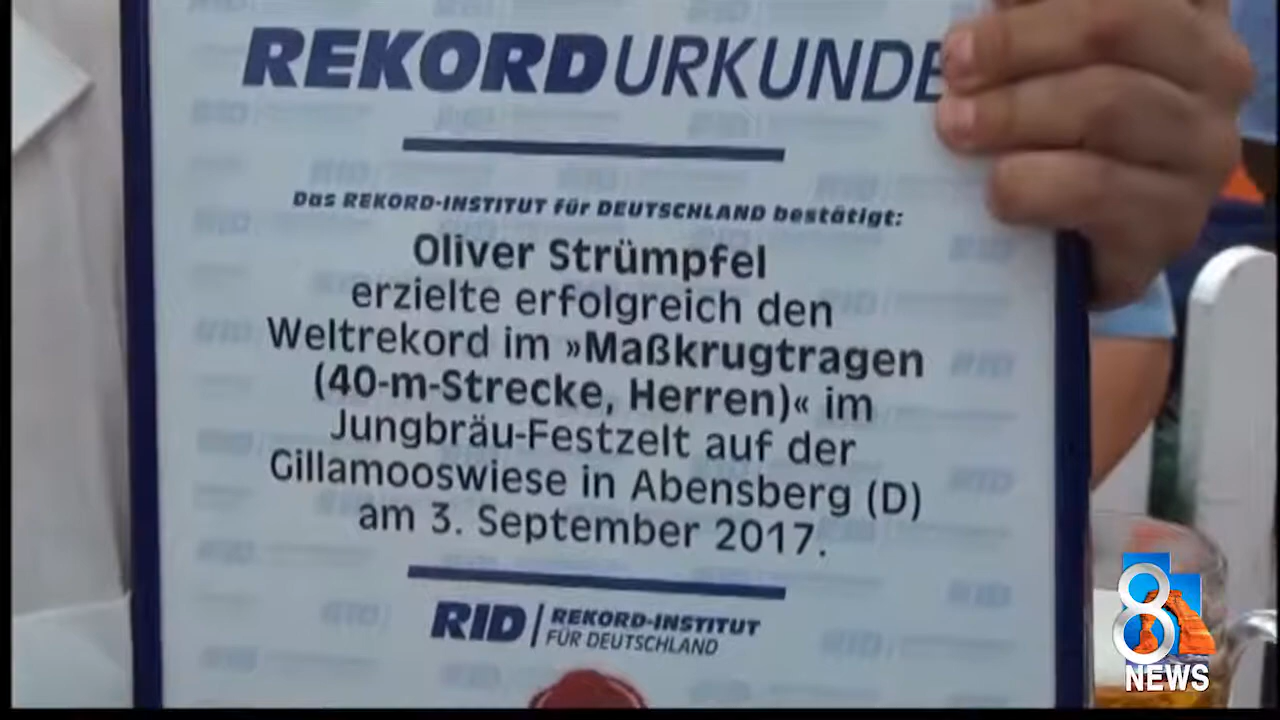 REKORDURKUNDE
Das REKORD-INSTITUT für DEUTSCHLAND bestätigt:
Oliver Strümpfel
erzielte erfolgreich den
Weltrekord im »Maßkrugtragen
(40-m-Strecke, Herren)« im
Jungbräu-Festzelt auf der
Gillamooswiese in Abensberg (D)
am 3. September 2017.
RID | REKORD-INSTITUT
FÜR DEUTSCHLAND
8
NEWS